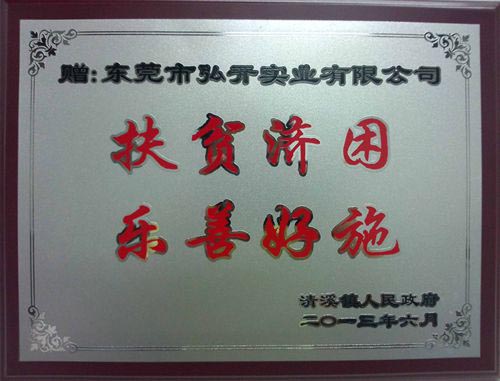 赠:东莞市弘开实业有限公司
扶贫济困
乐善好施
清溪镇人民政府
二〇一三年六月